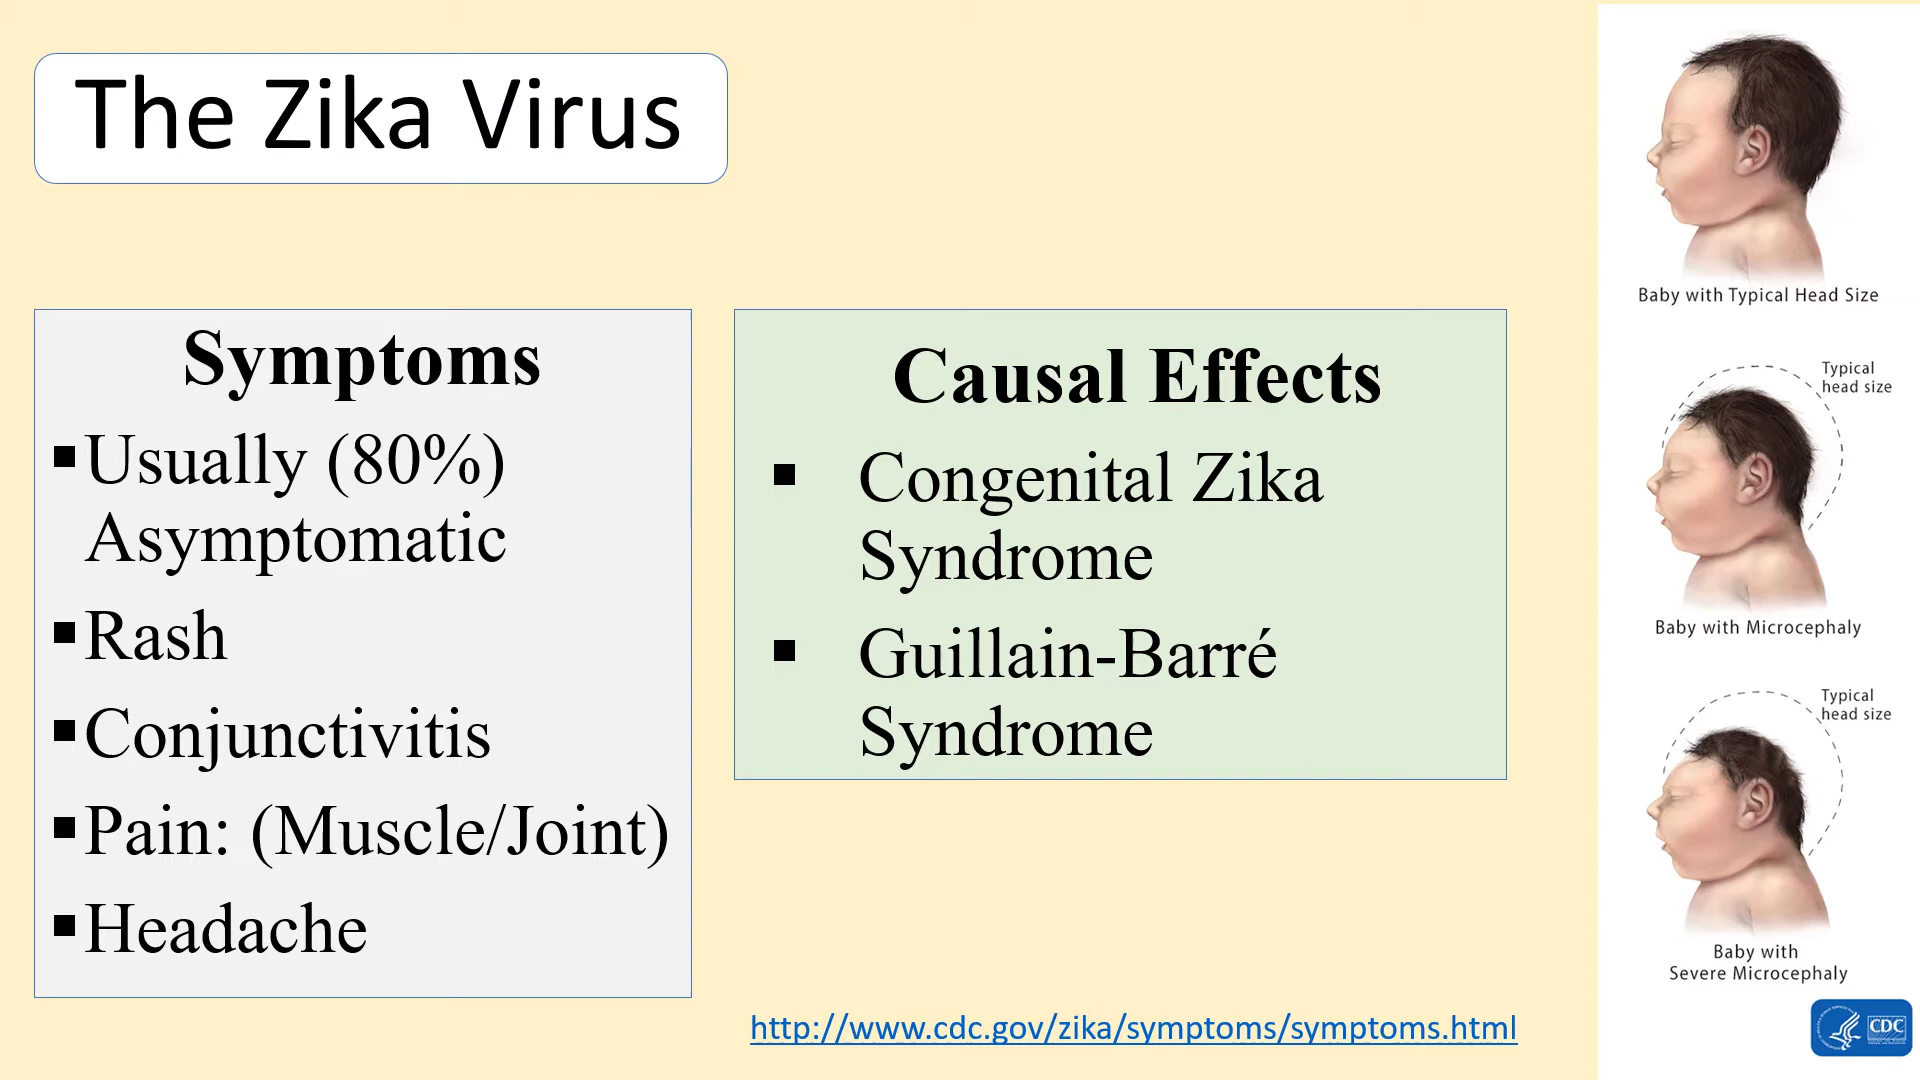 The Zika Virus
Symptoms
▪Usually (80%)
Asymptomatic
▪Rash
▪Conjunctivitis
▪Pain: (Muscle/Joint)
▪Headache
Causal Effects
▪ Congenital Zika
Syndrome
▪ Guillain-Barré
Syndrome
http://www.cdc.gov/zika/symptoms/symptoms.html
Baby with Typical Head Size
Typical
head size
Baby with Microcephaly
Typical
head size
Baby with
Severe Microcephaly
CDC